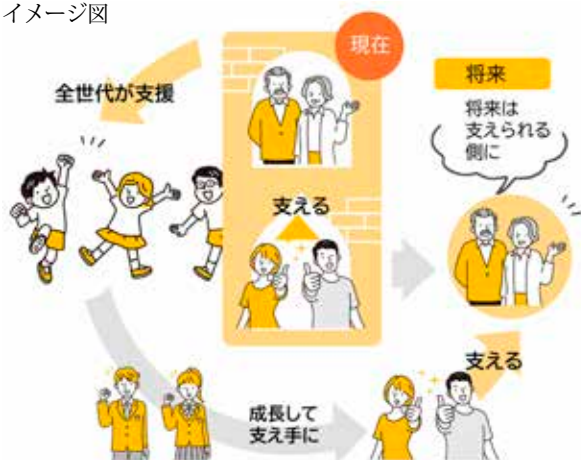 イメージ図
現在
全世代が支援
将来
将来は
支えられる
側に
支える
支える
成長して
支え手に